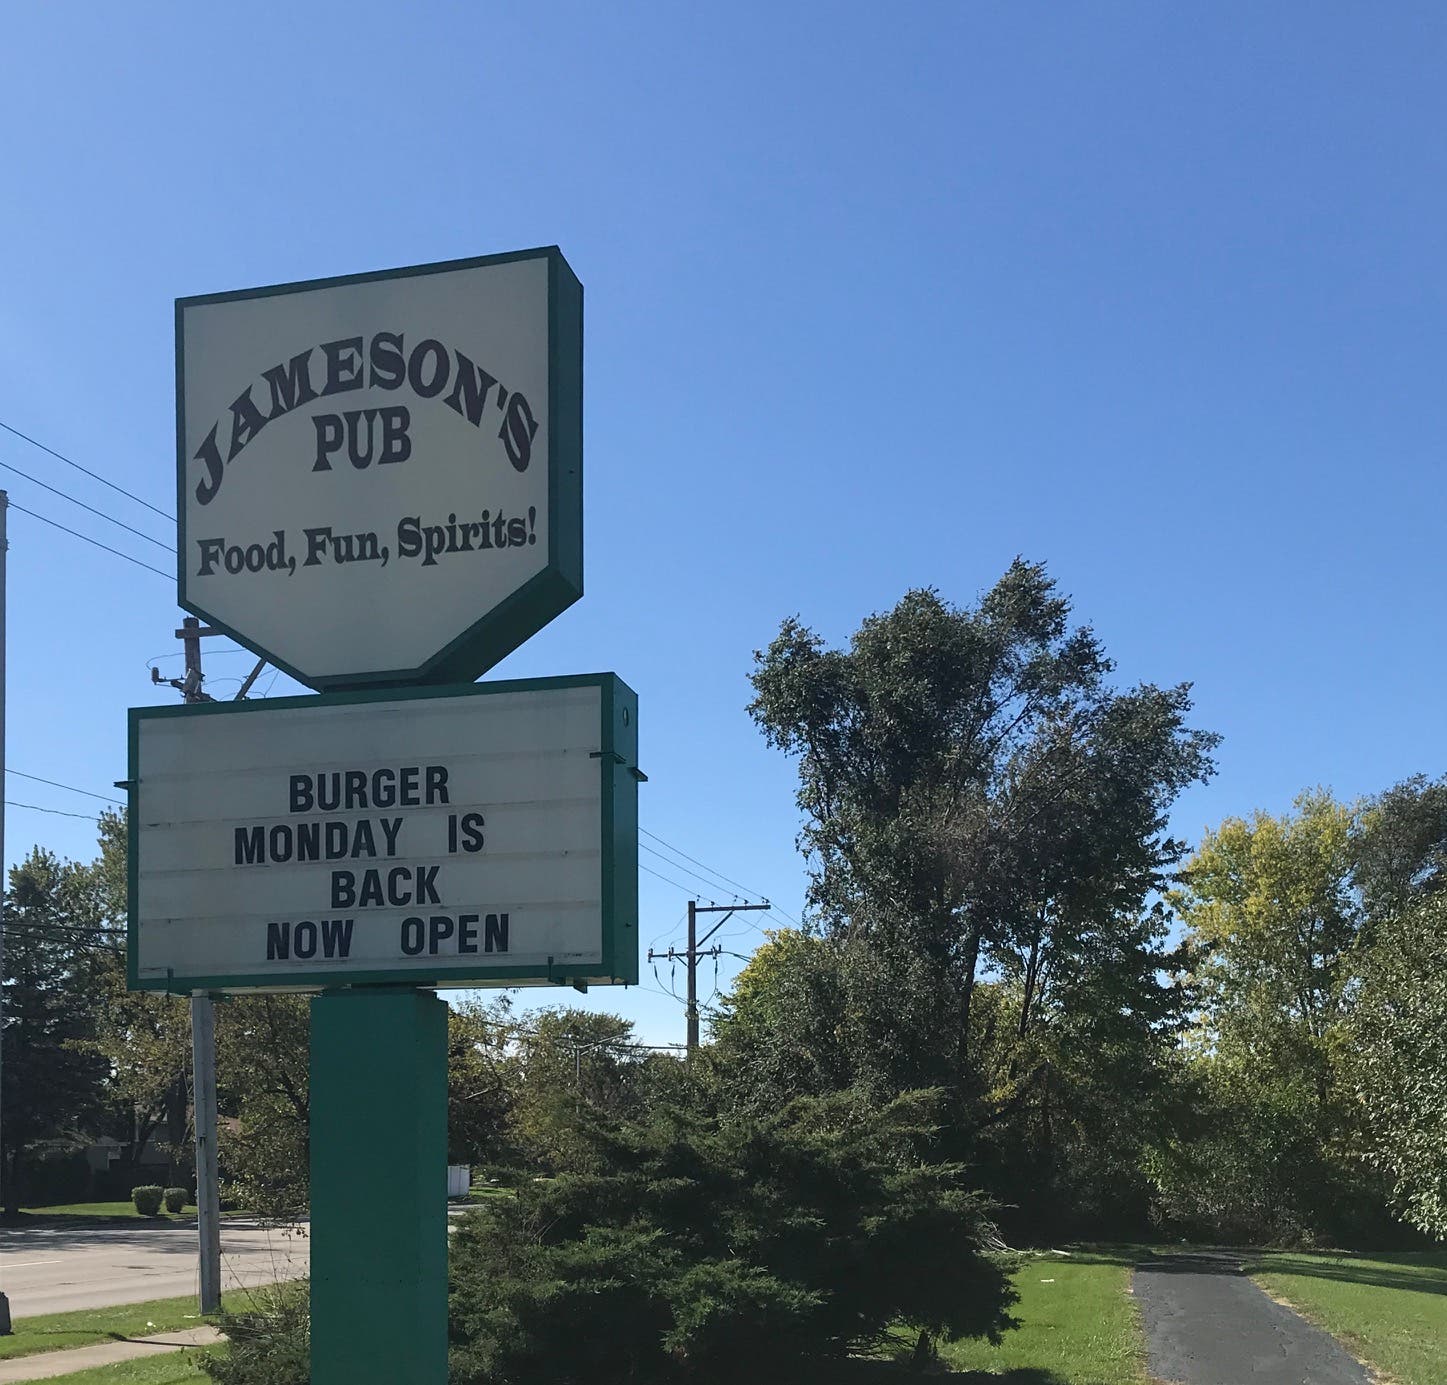 JAMESON'S
PUB
Food, Fun, Spirits!
BURGER
MONDAY IS
BACK
NOW OPEN